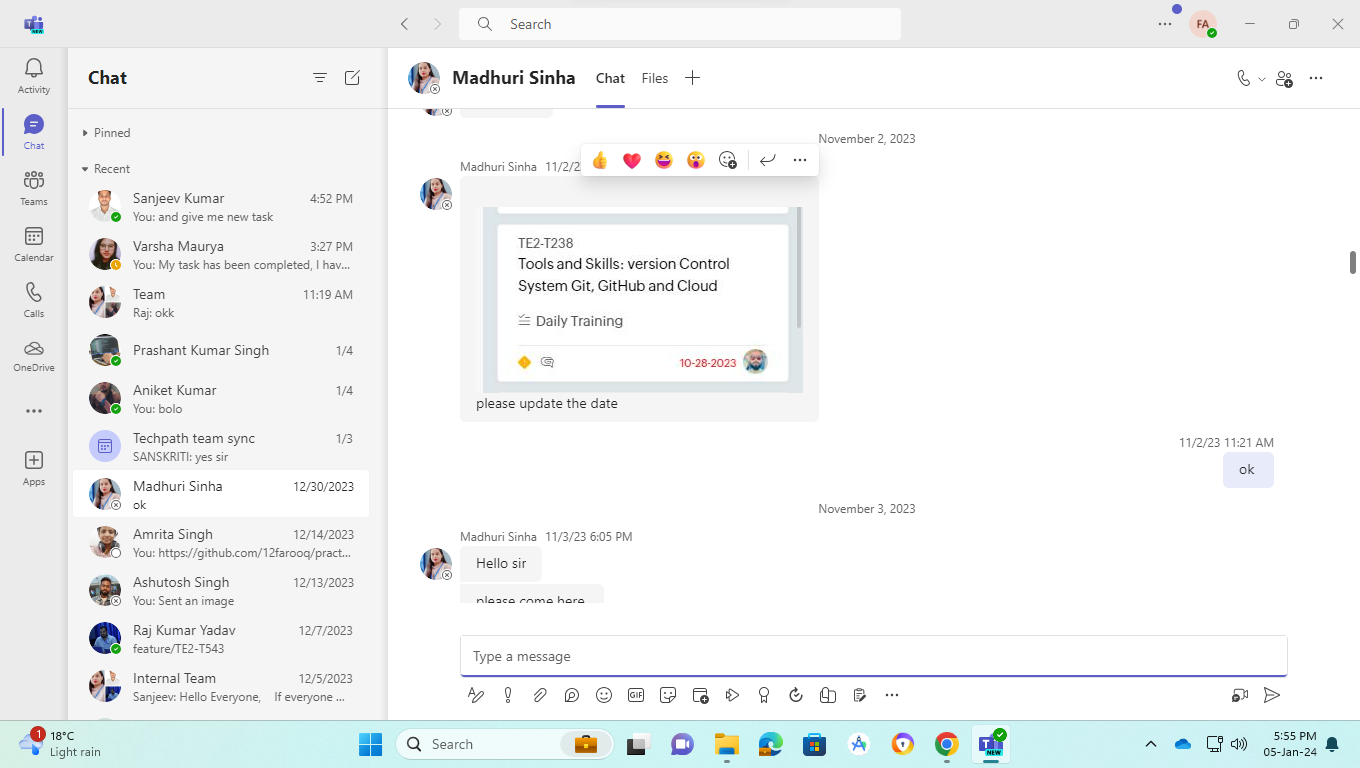 NEW
Search
FA
Activity
Chat
Teams
Calendar
Calls
OneDrive
Apps
Chat
Pinned
Recent
Sanjeev Kumar 4:52 PM
You: and give me new task
Varsha Maurya 3:27 PM
You: My task has been completed, I hav...
Team 11:19 AM
Raj: okk
Prashant Kumar Singh 1/4
Aniket Kumar 1/4
You: bolo
Techpath team sync 1/3
SANSKRITI: yes sir
Madhuri Sinha 12/30/2023
ok
Amrita Singh 12/14/2023
You: https://github.com/12farooq/pract...
Ashutosh Singh 12/13/2023
You: Sent an image
Raj Kumar Yadav 12/7/2023
feature/TE2-T543
Internal Team 12/5/2023
Sanjeev: Hello Everyone, If everyone ...
Madhuri Sinha Chat Files
November 2, 2023
Madhuri Sinha 11/2/2
TE2-T238
Tools and Skills: version Control
System Git, GitHub and Cloud
Daily Training
10-28-2023
please update the date
11/2/23 11:21 AM
ok
November 3, 2023
Madhuri Sinha 11/3/23 6:05 PM
Hello sir
please come here
Type a message
GIF
1
18°C
Light rain
Search
NEW
5:55 PM
05-Jan-24